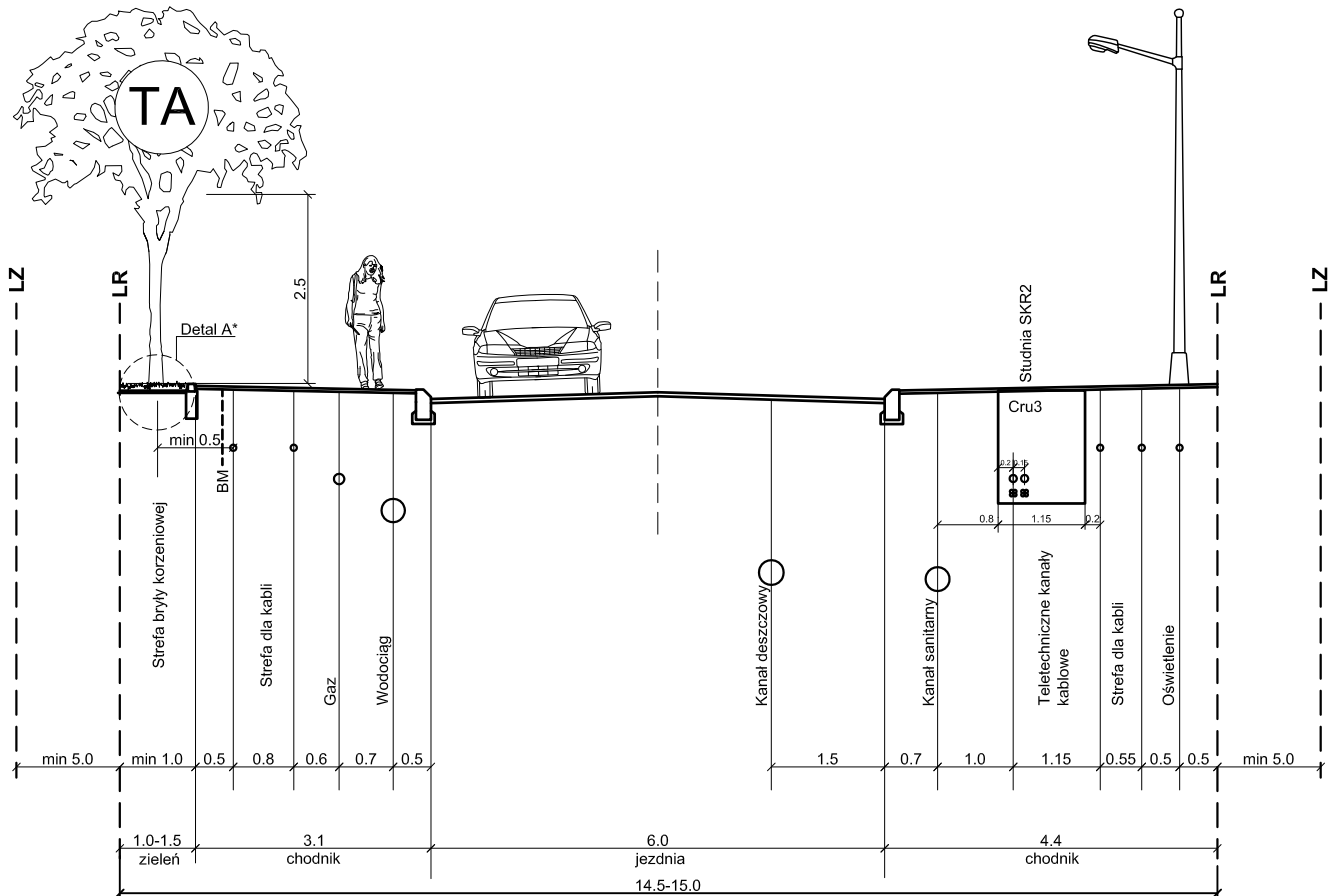 TA
LZ
LR
2.5
Detal A*
Studnia SKR2
LR
LZ
Cru3
min 0.5
BM
0.2
0.15
0.8
1.15
0.2
Strefa bryły korzeniowej
Strefa dla kabli
Gaz
Wodociąg
Kanał deszczowy
Kanał sanitarny
Teletechniczne kanały
kablowe
Strefa dla kabli
Oświetlenie
min 5.0
min 1.0
0.5
0.8
0.6
0.7
0.5
1.5
0.7
1.0
1.15
0.55
0.5
0.5
min 5.0
1.0-1.5
3.1
6.0
4.4
zieleń
chodnik
jezdnia
chodnik
14.5-15.0